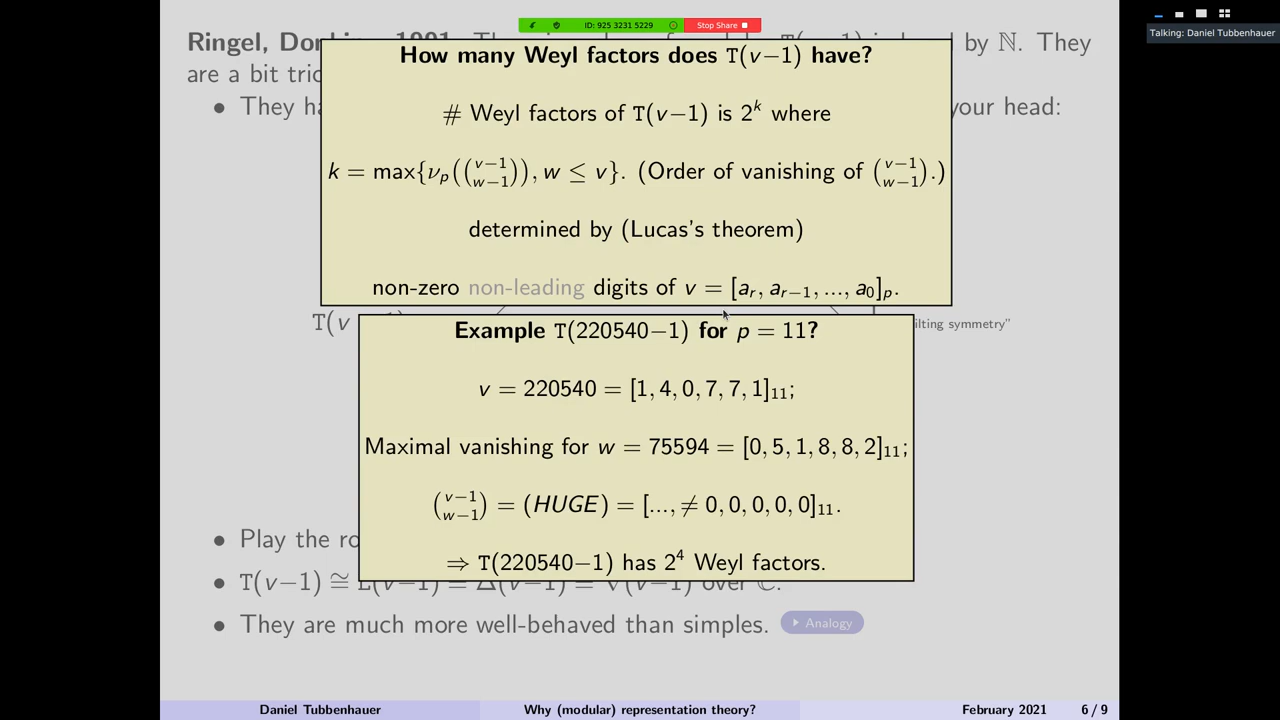 ID: 925 3231 5229 Stop Share
Talking: Daniel Tubbenhauer
Ringel, Don 1991. by ℕ. They
are a bit tric
• They ha your head:
How many Weyl factors does T(v−1) have?
# Weyl factors of T(v−1) is 2^k where
k = max{ν_p((v−1 w−1)), w ≤ v}. (Order of vanishing of (v−1 w−1).)
determined by (Lucas's theorem)
non-zero non-leading digits of v = [a_r, a_{r−1}, ..., a_0]_p.
T(v ilting symmetry”
Example T(220540−1) for p = 11?
v = 220540 = [1, 4, 0, 7, 7, 1]₁₁;
Maximal vanishing for w = 75594 = [0, 5, 1, 8, 8, 2]₁₁;
(v−1 w−1) = (HUGE) = [..., ≠ 0, 0, 0, 0, 0]₁₁.
⇒ T(220540−1) has 2⁴ Weyl factors.
• Play the ro
• T(v−1) ≅ L(v−1) ≅ Δ(v−1) ≅ ∇(v−1) over ℂ.
• They are much more well-behaved than simples. Analogy
Daniel Tubbenhauer Why (modular) representation theory? February 2021 6 / 9